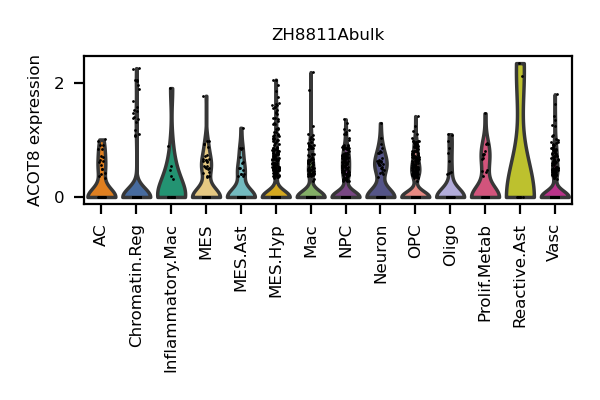 ZH8811Abulk
ACOT8 expression
2
0
AC
Chromatin.Reg
Inflammatory.Mac
MES
MES.Ast
MES.Hyp
Mac
NPC
Neuron
OPC
Oligo
Prolif.Metab
Reactive.Ast
Vasc